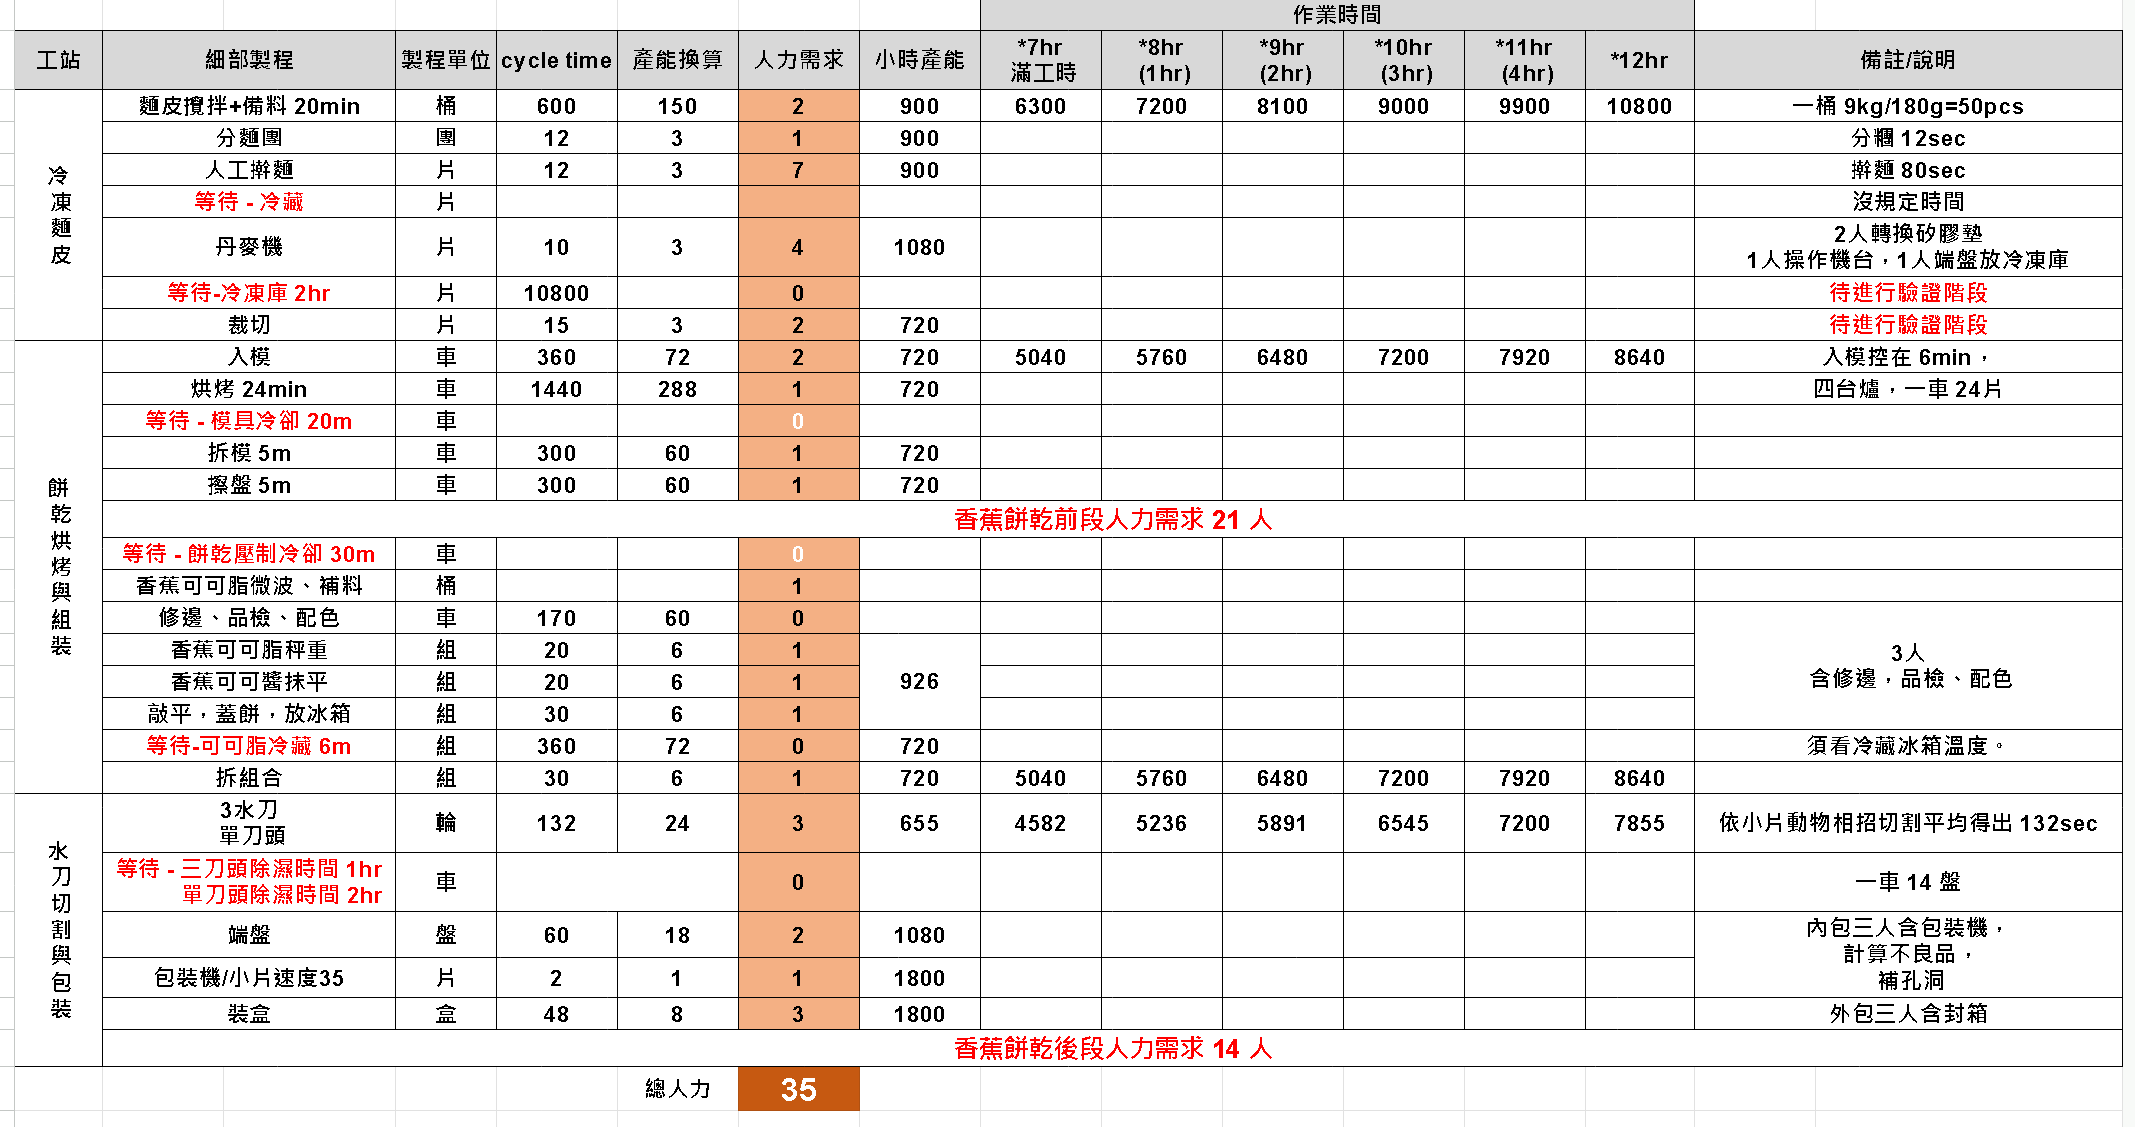 作業時間
工站 細部製程 製程單位 cycle time 產能換算 人力需求 小時產能 *7hr 滿工時 *8hr (1hr) *9hr (2hr) *10hr (3hr) *11hr (4hr) *12hr 備註/說明
冷凍麵皮
麵皮攪拌+備料 20min 桶 600 150 2 900 6300 7200 8100 9000 9900 10800 一桶 9kg/180g=50pcs
分麵團 團 12 3 1 900 分糰 12sec
人工擀麵 片 12 3 7 900 擀麵 80sec
等待 - 冷藏 片 沒規定時間
丹麥機 片 10 3 4 1080 2人轉換矽膠墊
1人操作機台，1人端盤放冷凍庫
等待-冷凍庫 2hr 片 10800 0 待進行驗證階段
裁切 片 15 3 2 720 待進行驗證階段
餅乾烘烤與組裝
入模 車 360 72 2 720 5040 5760 6480 7200 7920 8640 入模控在 6min，
烘烤 24min 車 1440 288 1 720 四台爐，一車 24片
等待 - 模具冷卻 20m 車 0
拆模 5m 車 300 60 1 720
擦盤 5m 車 300 60 1 720
香蕉餅乾前段人力需求 21 人
等待 - 餅乾壓制冷卻 30m 車 0
香蕉可可脂微波、補料 桶 1
修邊、品檢、配色 車 170 60 0
香蕉可可脂秤重 組 20 6 1
香蕉可可醬抹平 組 20 6 1 926
敲平，蓋餅，放冰箱 組 30 6 1
3人
含修邊，品檢、配色
等待-可可脂冷藏 6m 組 360 72 0 720 須看冷藏冰箱溫度。
拆組合 組 30 6 1 720 5040 5760 6480 7200 7920 8640
水刀切割與包裝
3水刀
單刀頭 輪 132 24 3 655 4582 5236 5891 6545 7200 7855 依小片動物相招切割平均得出 132sec
等待 - 三刀頭除濕時間 1hr
單刀頭除濕時間 2hr 車 0 一車 14 盤
端盤 盤 60 18 2 1080
包裝機/小片速度35 片 2 1 1 1800
內包三人含包裝機，
計算不良品，
補孔洞
裝盒 盒 48 8 3 1800 外包三人含封箱
香蕉餅乾後段人力需求 14 人
總人力 35